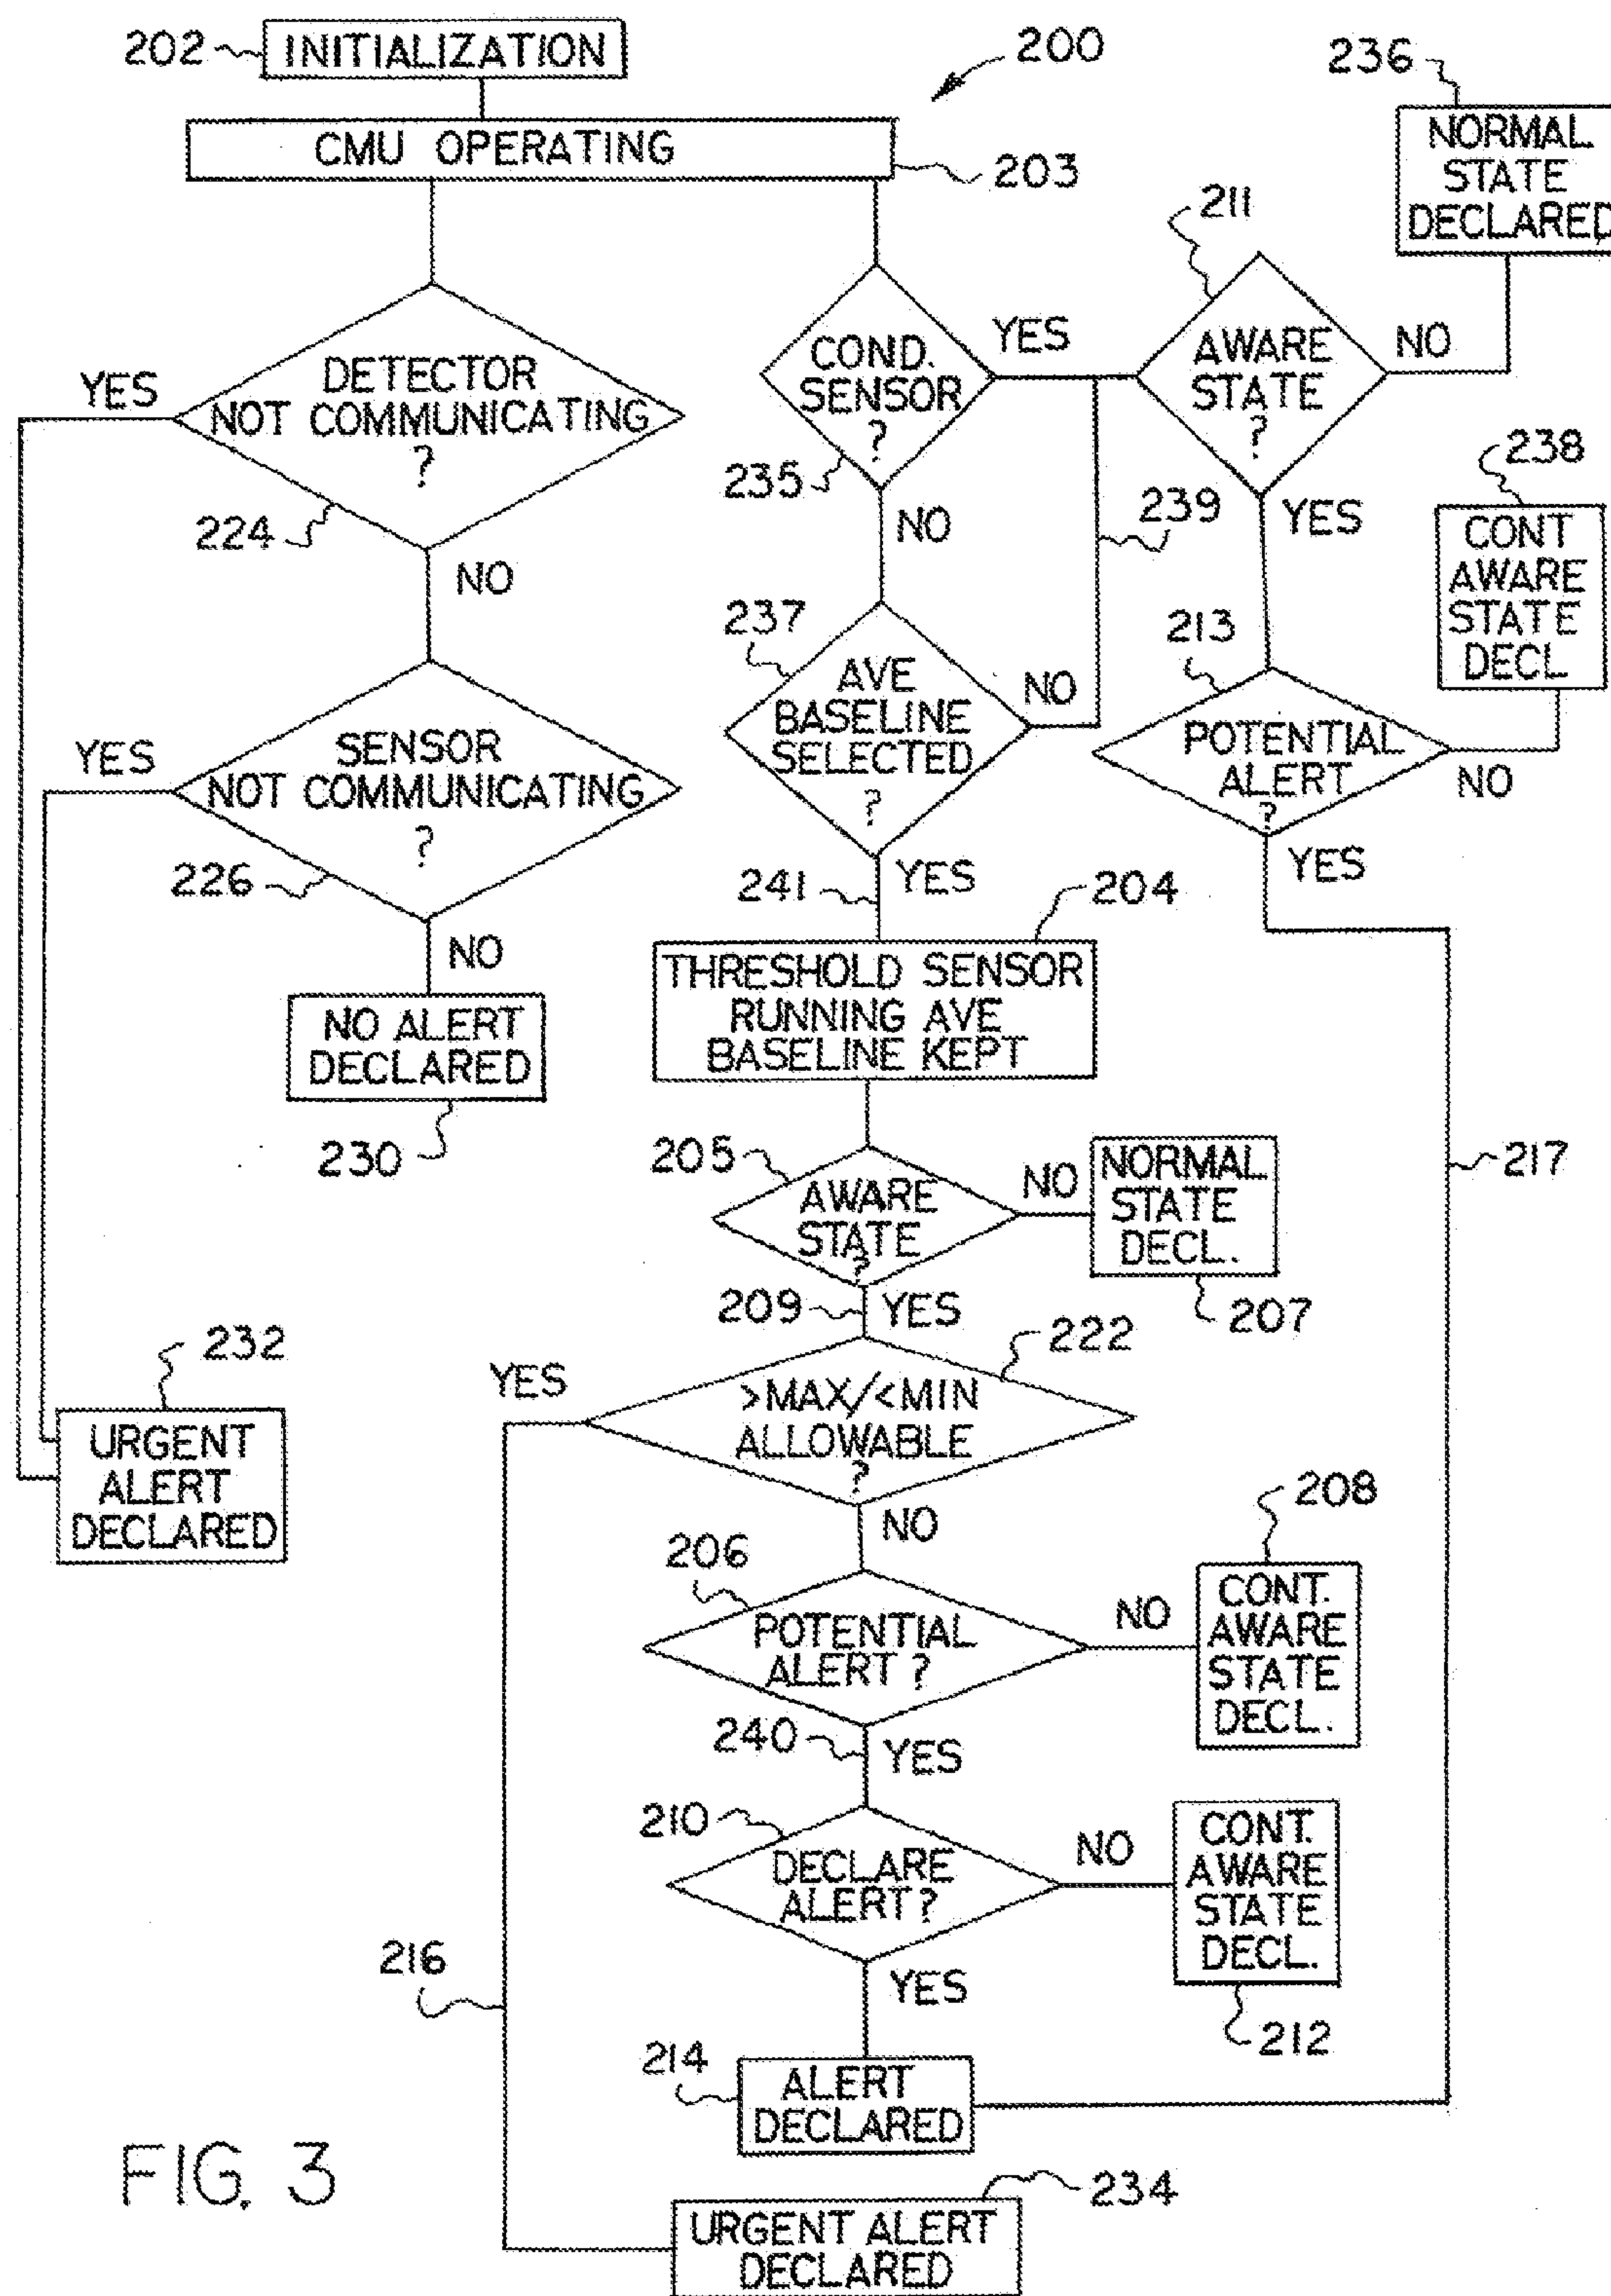 202
INITIALIZATION
200
236
CMU OPERATING
203
NORMAL
STATE
DECLARED
211
DETECTOR
NOT COMMUNICATING
?
YES
224
NO
COND.
SENSOR
?
YES
235
NO
AWARE
STATE
?
NO
YES
239
238
CONT
AWARE
STATE
DECL
SENSOR
NOT COMMUNICATING
?
YES
226
NO
237
AVE
BASELINE
SELECTED
?
NO
241
YES
213
POTENTIAL
ALERT
?
NO
YES
NO ALERT
DECLARED
230
204
THRESHOLD SENSOR
RUNNING AVE
BASELINE KEPT
205
AWARE
STATE
?
NO
NORMAL
STATE
DECL.
207
217
209
YES
232
URGENT
ALERT
DECLARED
222
YES
>MAX/<MIN
ALLOWABLE
?
NO
206
POTENTIAL
ALERT ?
NO
208
CONT.
AWARE
STATE
DECL.
240
YES
210
DECLARE
ALERT?
NO
CONT.
AWARE
STATE
DECL.
212
216
YES
214
ALERT
DECLARED
FIG. 3
234
URGENT ALERT
DECLARED